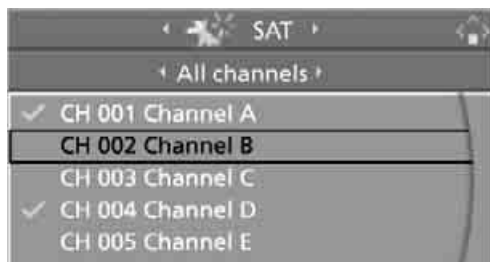 SAT
All channels
CH 001 Channel A
CH 002 Channel B
CH 003 Channel C
CH 004 Channel D
CH 005 Channel E